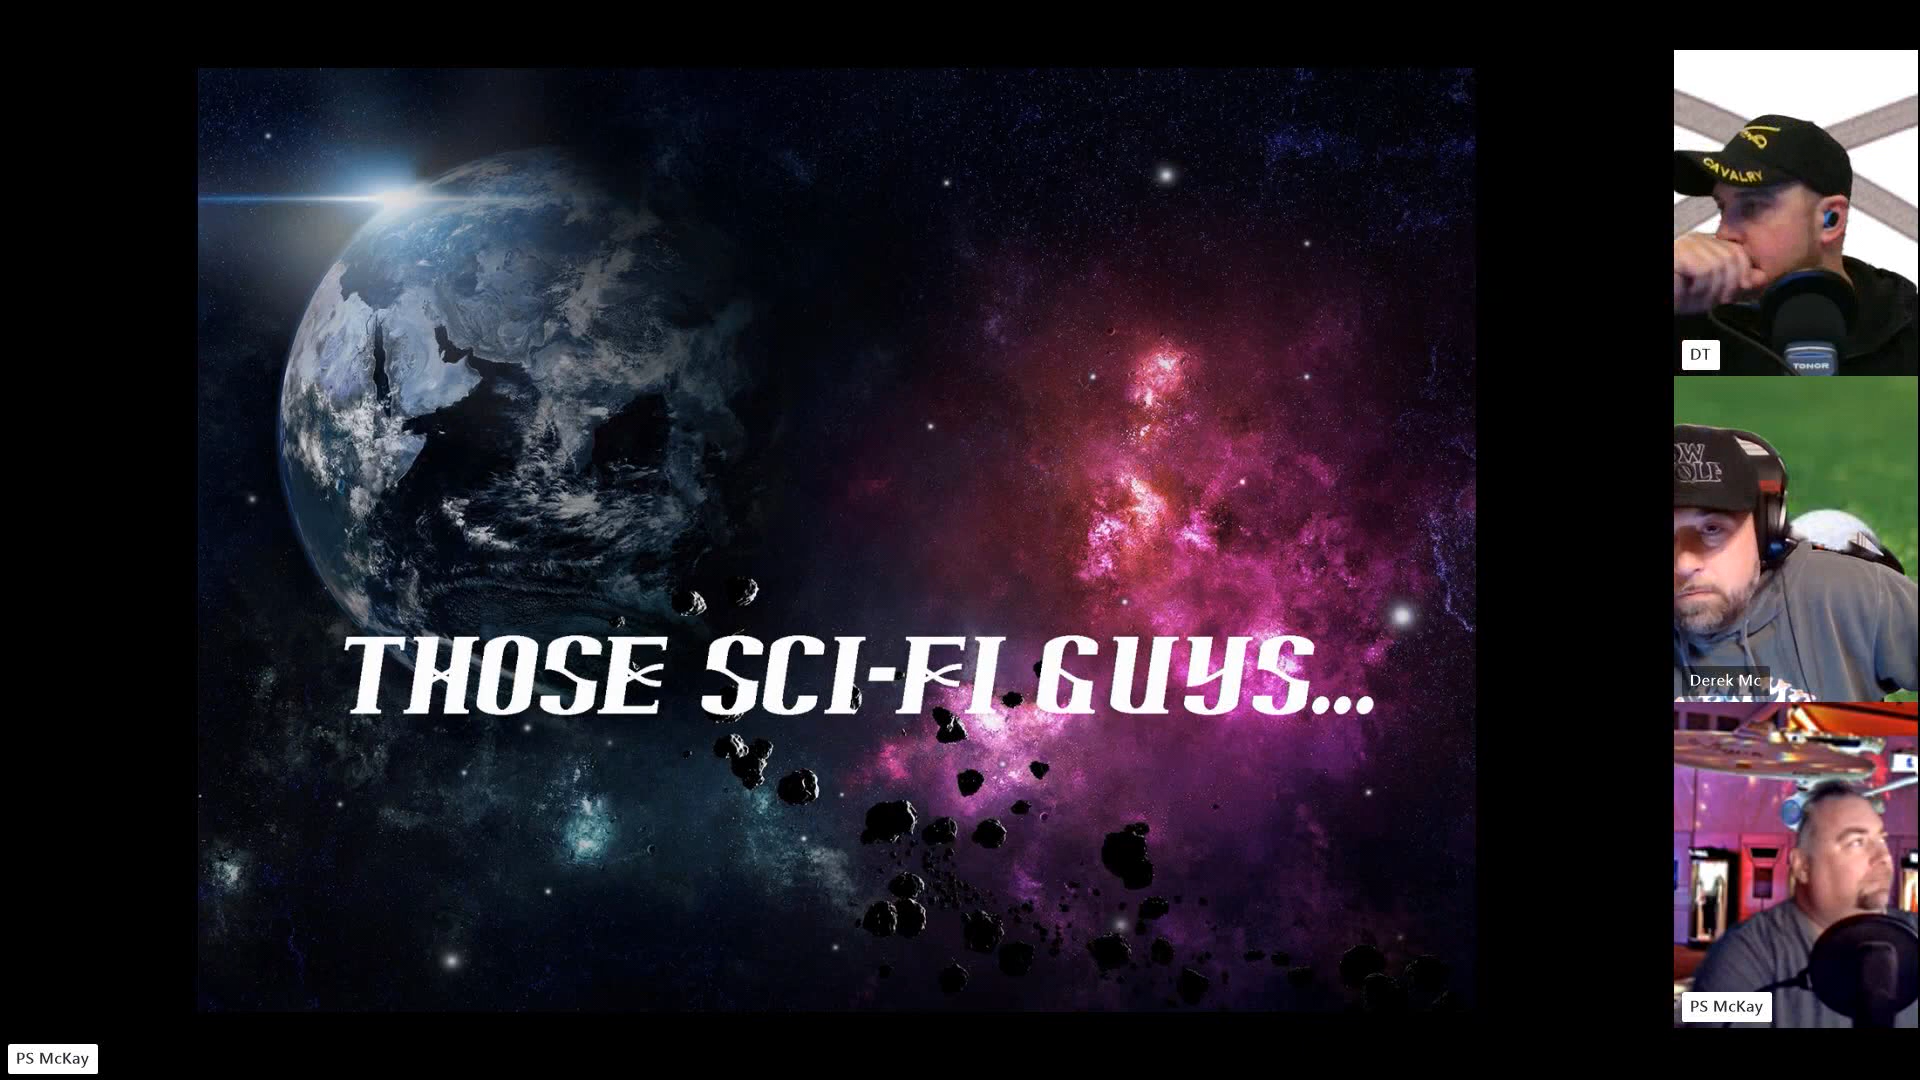 CAVALRY
DT
TONOR
THOSE SCI-FI GUYS...
Derek Mc
PS McKay
PS McKay